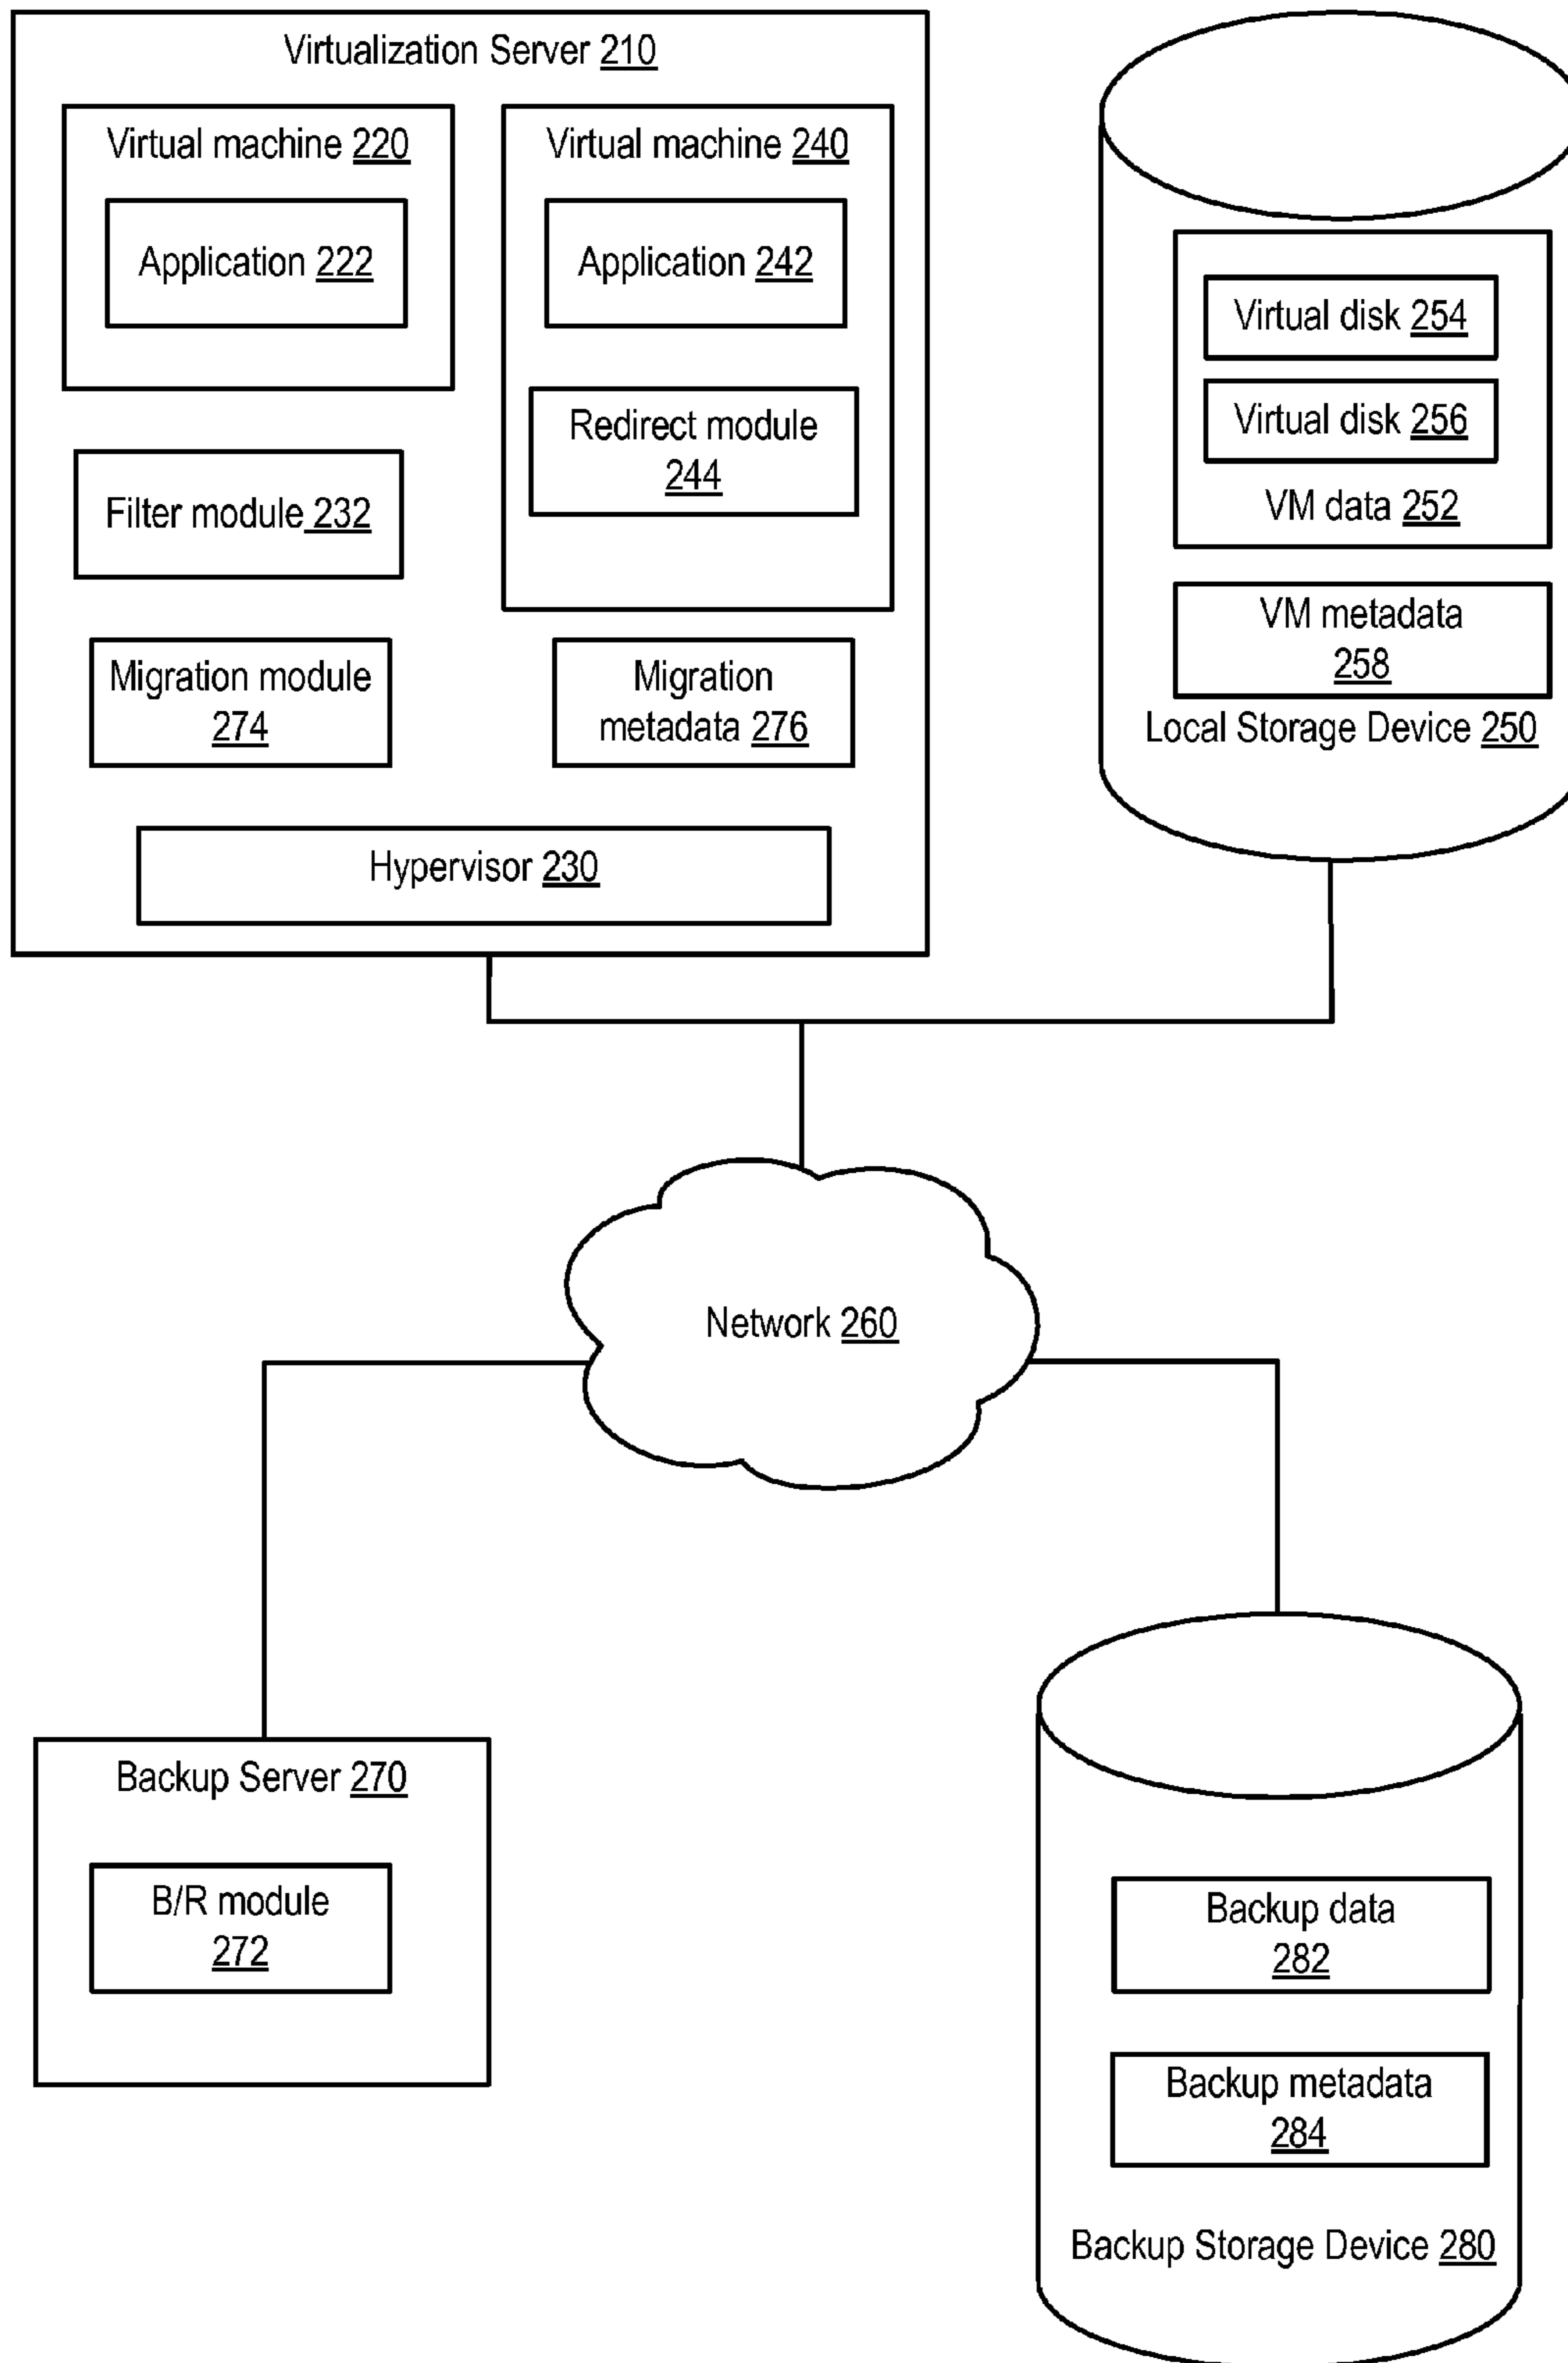 Virtualization Server 210
Virtual machine 220
Application 222
Filter module 232
Migration module
274
Virtual machine 240
Application 242
Redirect module
244
Migration
metadata 276
Hypervisor 230
Virtual disk 254
Virtual disk 256
VM data 252
VM metadata
258
Local Storage Device 250
Network 260
Backup Server 270
B/R module
272
Backup data
282
Backup metadata
284
Backup Storage Device 280